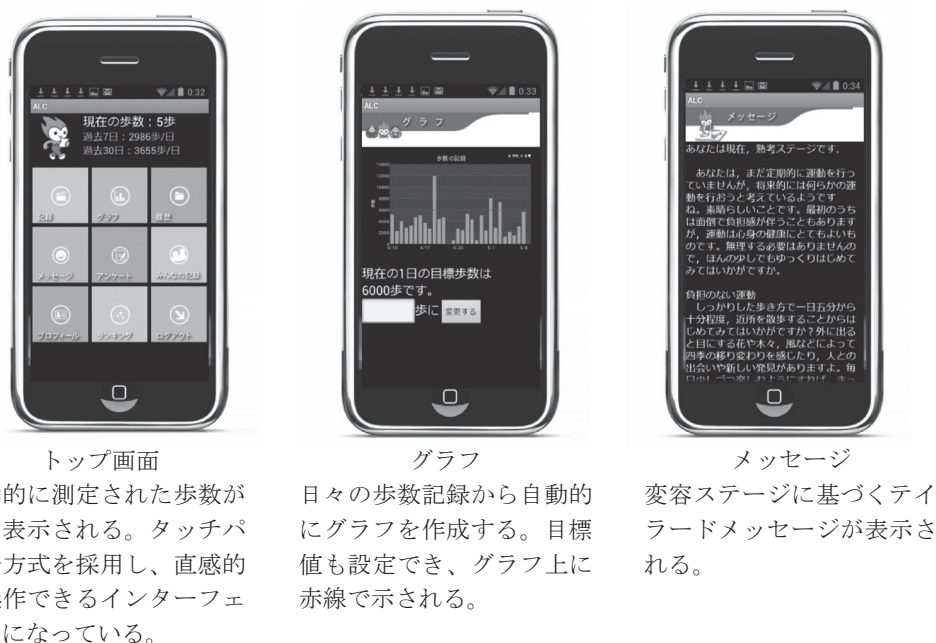 0:32
ALC
現在の歩数：5歩
過去7日：2986歩/日
過去30日：3655歩/日
記録
グラフ
履歴
メッセージ
アンケート
みんなの記録
プロフィール
ランキング
ログアウト
トップ画面
的に測定された歩数が
表示される。タッチパ
方式を採用し、直感的
作できるインターフェ
になっている。
0:33
ALC
グラフ
歩数の記録
14000
12000
10000
8000
6000
4000
2000
歩数
4/10
4/17
4/24
5/1
5/8
現在の1日の目標歩数は
6000歩です。
歩に 変更する
グラフ
日々の歩数記録から自動的
にグラフを作成する。目標
値も設定でき、グラフ上に
赤線で示される。
0:34
ALC
メッセージ
あなたは現在，熟考ステージです．
あなたは，まだ定期的に運動を行っ
ていませんが，将来的には何らかの運
動を行おうと考えているようです
ね。素晴らしいことです。最初のうち
は面倒で負担感が伴うこともあります
が，運動は心身の健康にとてもよいも
のです。無理する必要はありませんの
で，ほんの少しでもゆっくりはじめて
みてはいかがですか。
負担のない運動
しっかりした歩き方で一日五分から
十分程度，近所を散歩することからは
じめてみてはいかがですか？外に出る
と目にする花や木々，風などによって
四季の移り変わりを感じたり，人との
出会いや新しい発見がありますよ。毎
メッセージ
変容ステージに基づくテイ
ラードメッセージが表示さ
れる。